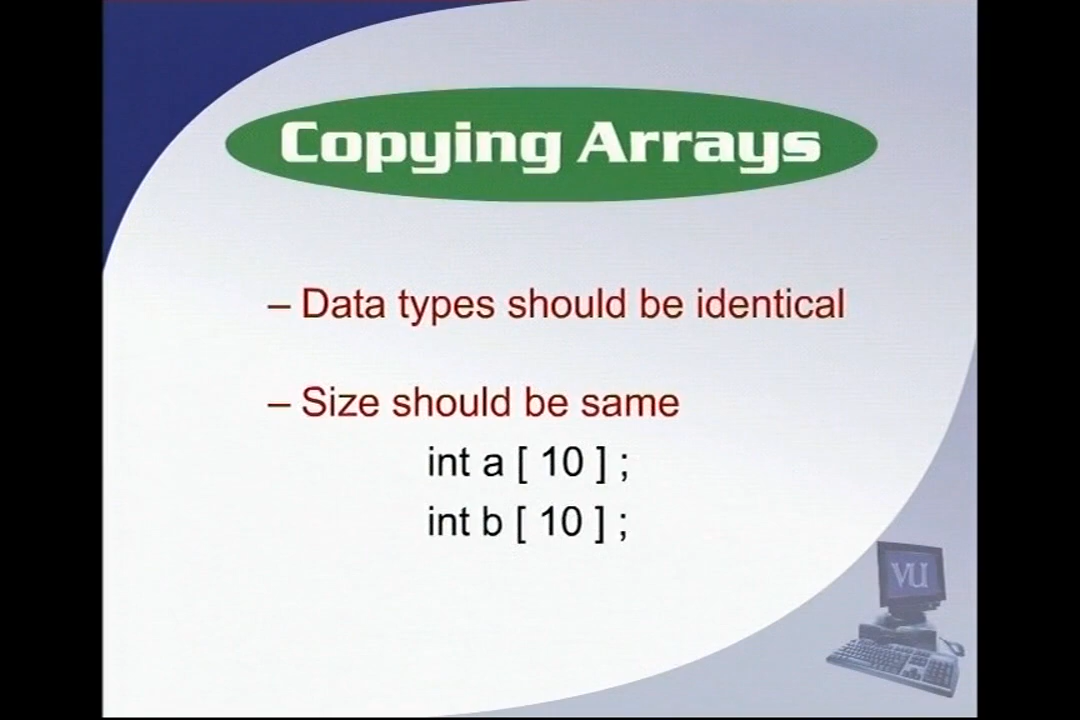 Copying Arrays
– Data types should be identical
– Size should be same
int a [ 10 ] ;
int b [ 10 ] ;
VU